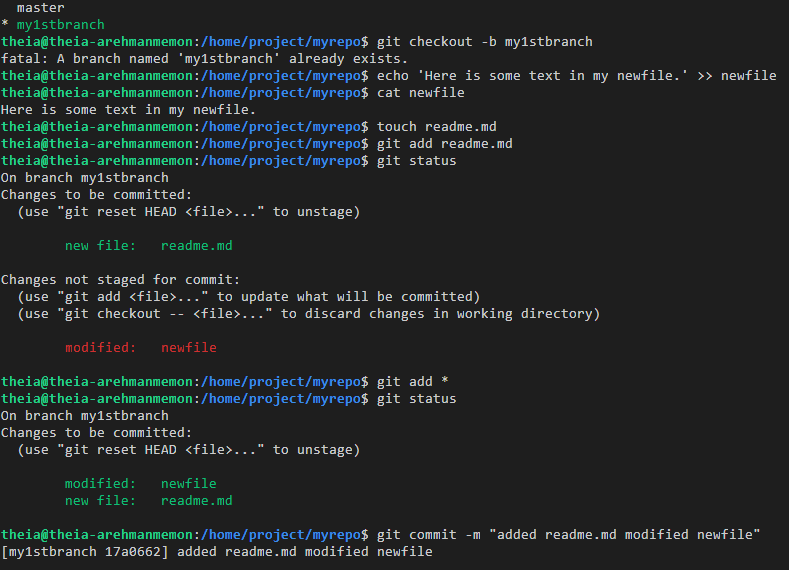 master
* my1stbranch
theia@theia-arehmanmemon:/home/project/myrepo$ git checkout -b my1stbranch
fatal: A branch named 'my1stbranch' already exists.
theia@theia-arehmanmemon:/home/project/myrepo$ echo 'Here is some text in my newfile.' >> newfile
theia@theia-arehmanmemon:/home/project/myrepo$ cat newfile
Here is some text in my newfile.
theia@theia-arehmanmemon:/home/project/myrepo$ touch readme.md
theia@theia-arehmanmemon:/home/project/myrepo$ git add readme.md
theia@theia-arehmanmemon:/home/project/myrepo$ git status
On branch my1stbranch
Changes to be committed:
  (use "git reset HEAD <file>..." to unstage)
        new file:   readme.md
Changes not staged for commit:
  (use "git add <file>..." to update what will be committed)
  (use "git checkout -- <file>..." to discard changes in working directory)
        modified:   newfile
theia@theia-arehmanmemon:/home/project/myrepo$ git add *
theia@theia-arehmanmemon:/home/project/myrepo$ git status
On branch my1stbranch
Changes to be committed:
  (use "git reset HEAD <file>..." to unstage)
        modified:   newfile
        new file:   readme.md
theia@theia-arehmanmemon:/home/project/myrepo$ git commit -m "added readme.md modified newfile"
[my1stbranch 17a0662] added readme.md modified newfile